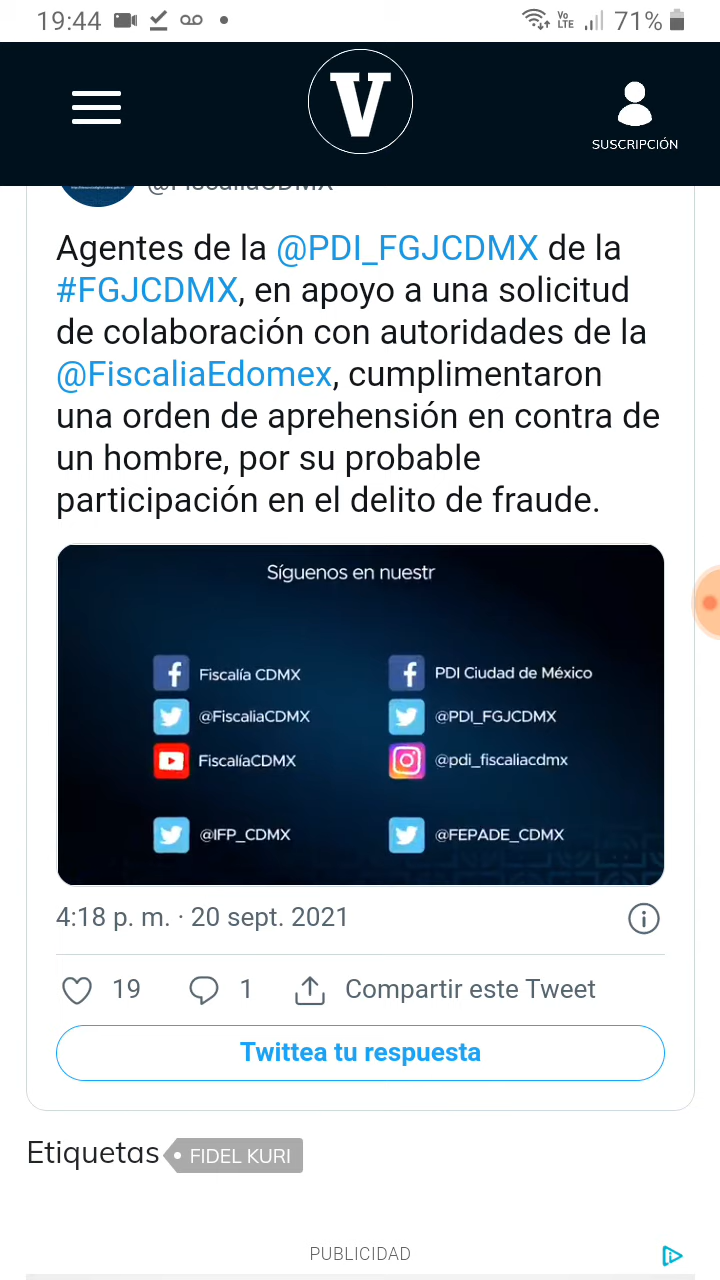 19:44
Vo LTE
71%
V
SUSCRIPCIÓN
@FiscaliaCDMX
Agentes de la @PDI_FGJCDMX de la
#FGJCDMX, en apoyo a una solicitud
de colaboración con autoridades de la
@FiscaliaEdomex, cumplimentaron
una orden de aprehensión en contra de
un hombre, por su probable
participación en el delito de fraude.
Síguenos en nuestr
Fiscalía CDMX
PDI Ciudad de México
@FiscaliaCDMX
@PDI_FGJCDMX
FiscalíaCDMX
@pdi_fiscaliacdmx
@IFP_CDMX
@FEPADE_CDMX
4:18 p. m. · 20 sept. 2021
19
1
Compartir este Tweet
Twittea tu respuesta
Etiquetas
FIDEL KURI
PUBLICIDAD